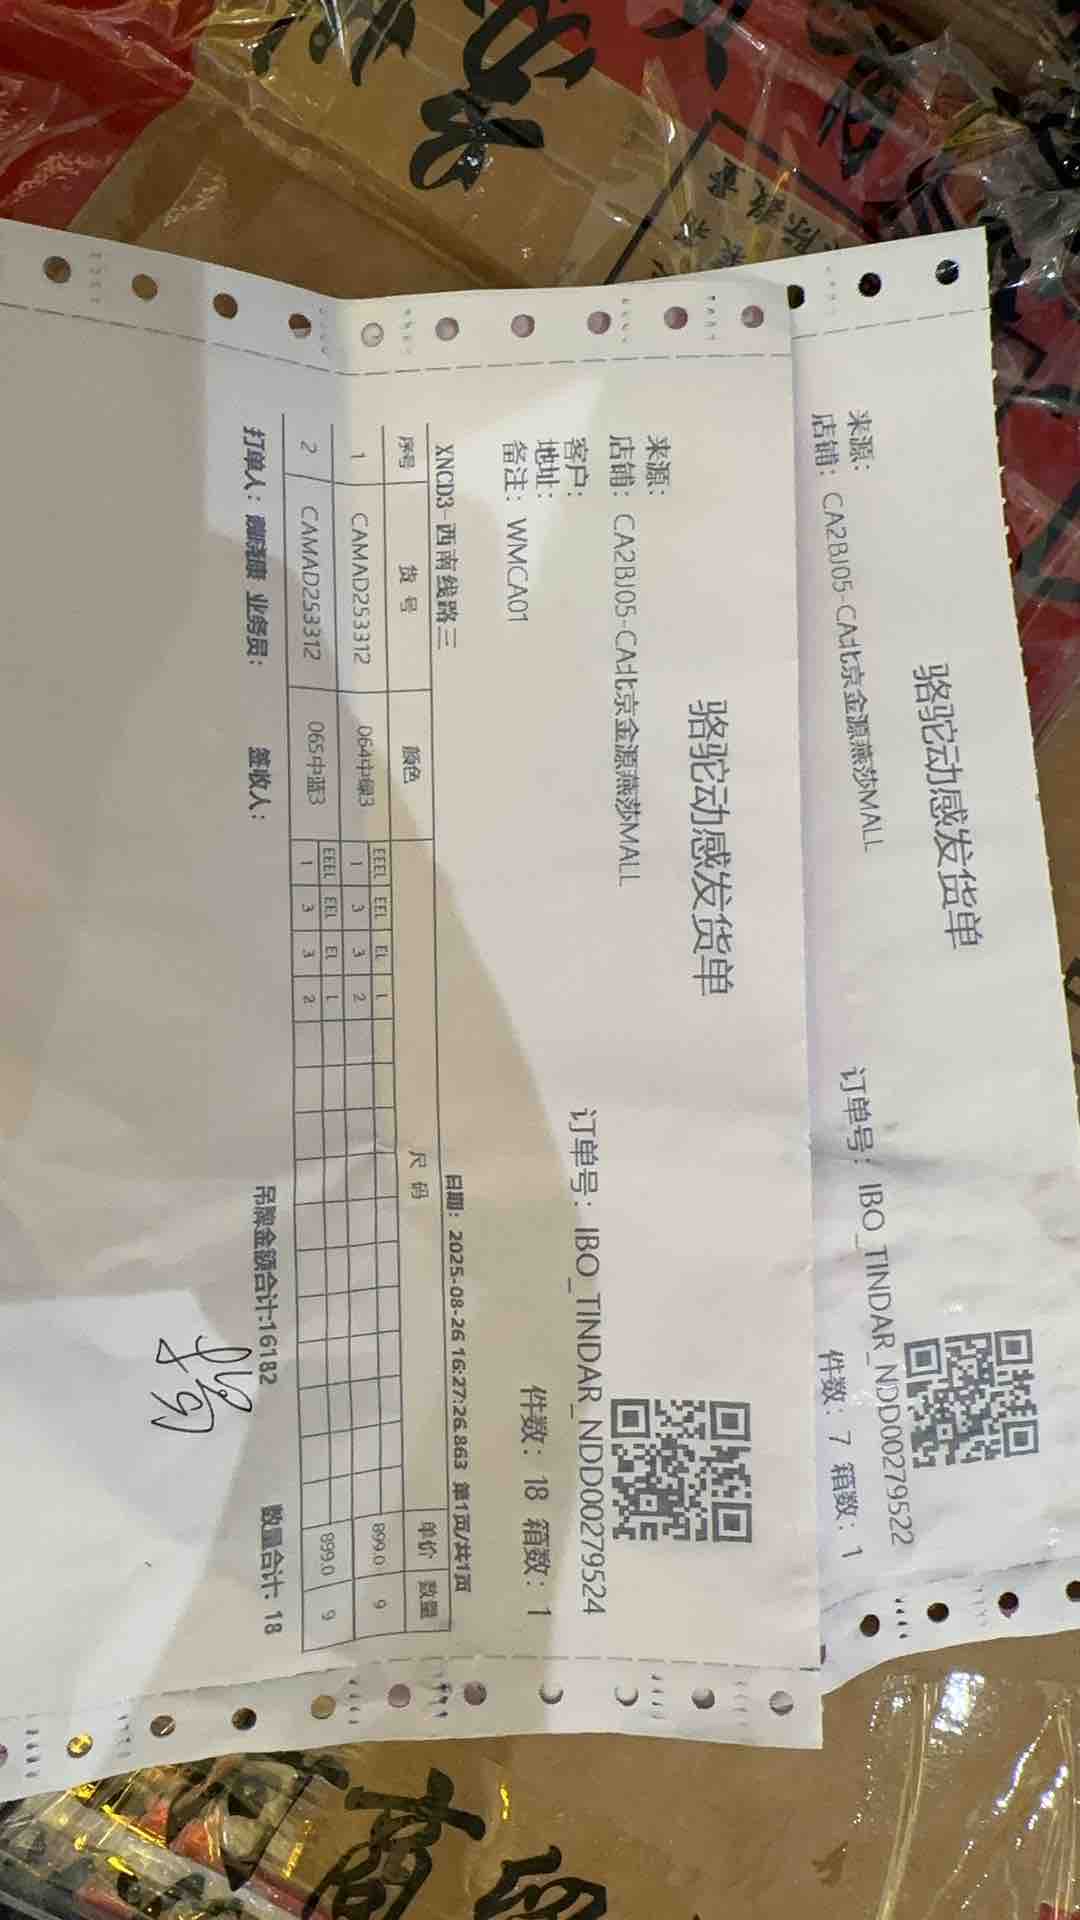 骆驼动感发货单
来源：
店铺：CA2BJ05-CA北京金源燕莎MALL
订单号：IBO_TINDAR_NDD00279522
件数：7 箱数：1
骆驼动感发货单
来源：
店铺：CA2BJ05-CA北京金源燕莎MALL
客户：
订单号：IBO_TINDAR_NDD00279524
地址：
备注：WMCA01
件数：18 箱数：1
XNCD3-西南线路三
日期：2025-08-26 16:27:26.863 第1页/共1页
序号 货号 颜色 尺码 单价 数量
EEEL EEL EL L
1 CAMAD253312 064中绿3 1 3 3 2 899.0 9
EEEL EEL EL L
2 CAMAD253312 065中蓝3 1 3 3 2 899.0 9
打单人： 业务员： 签收人： 吊牌金额合计:16182 数量合计: 18